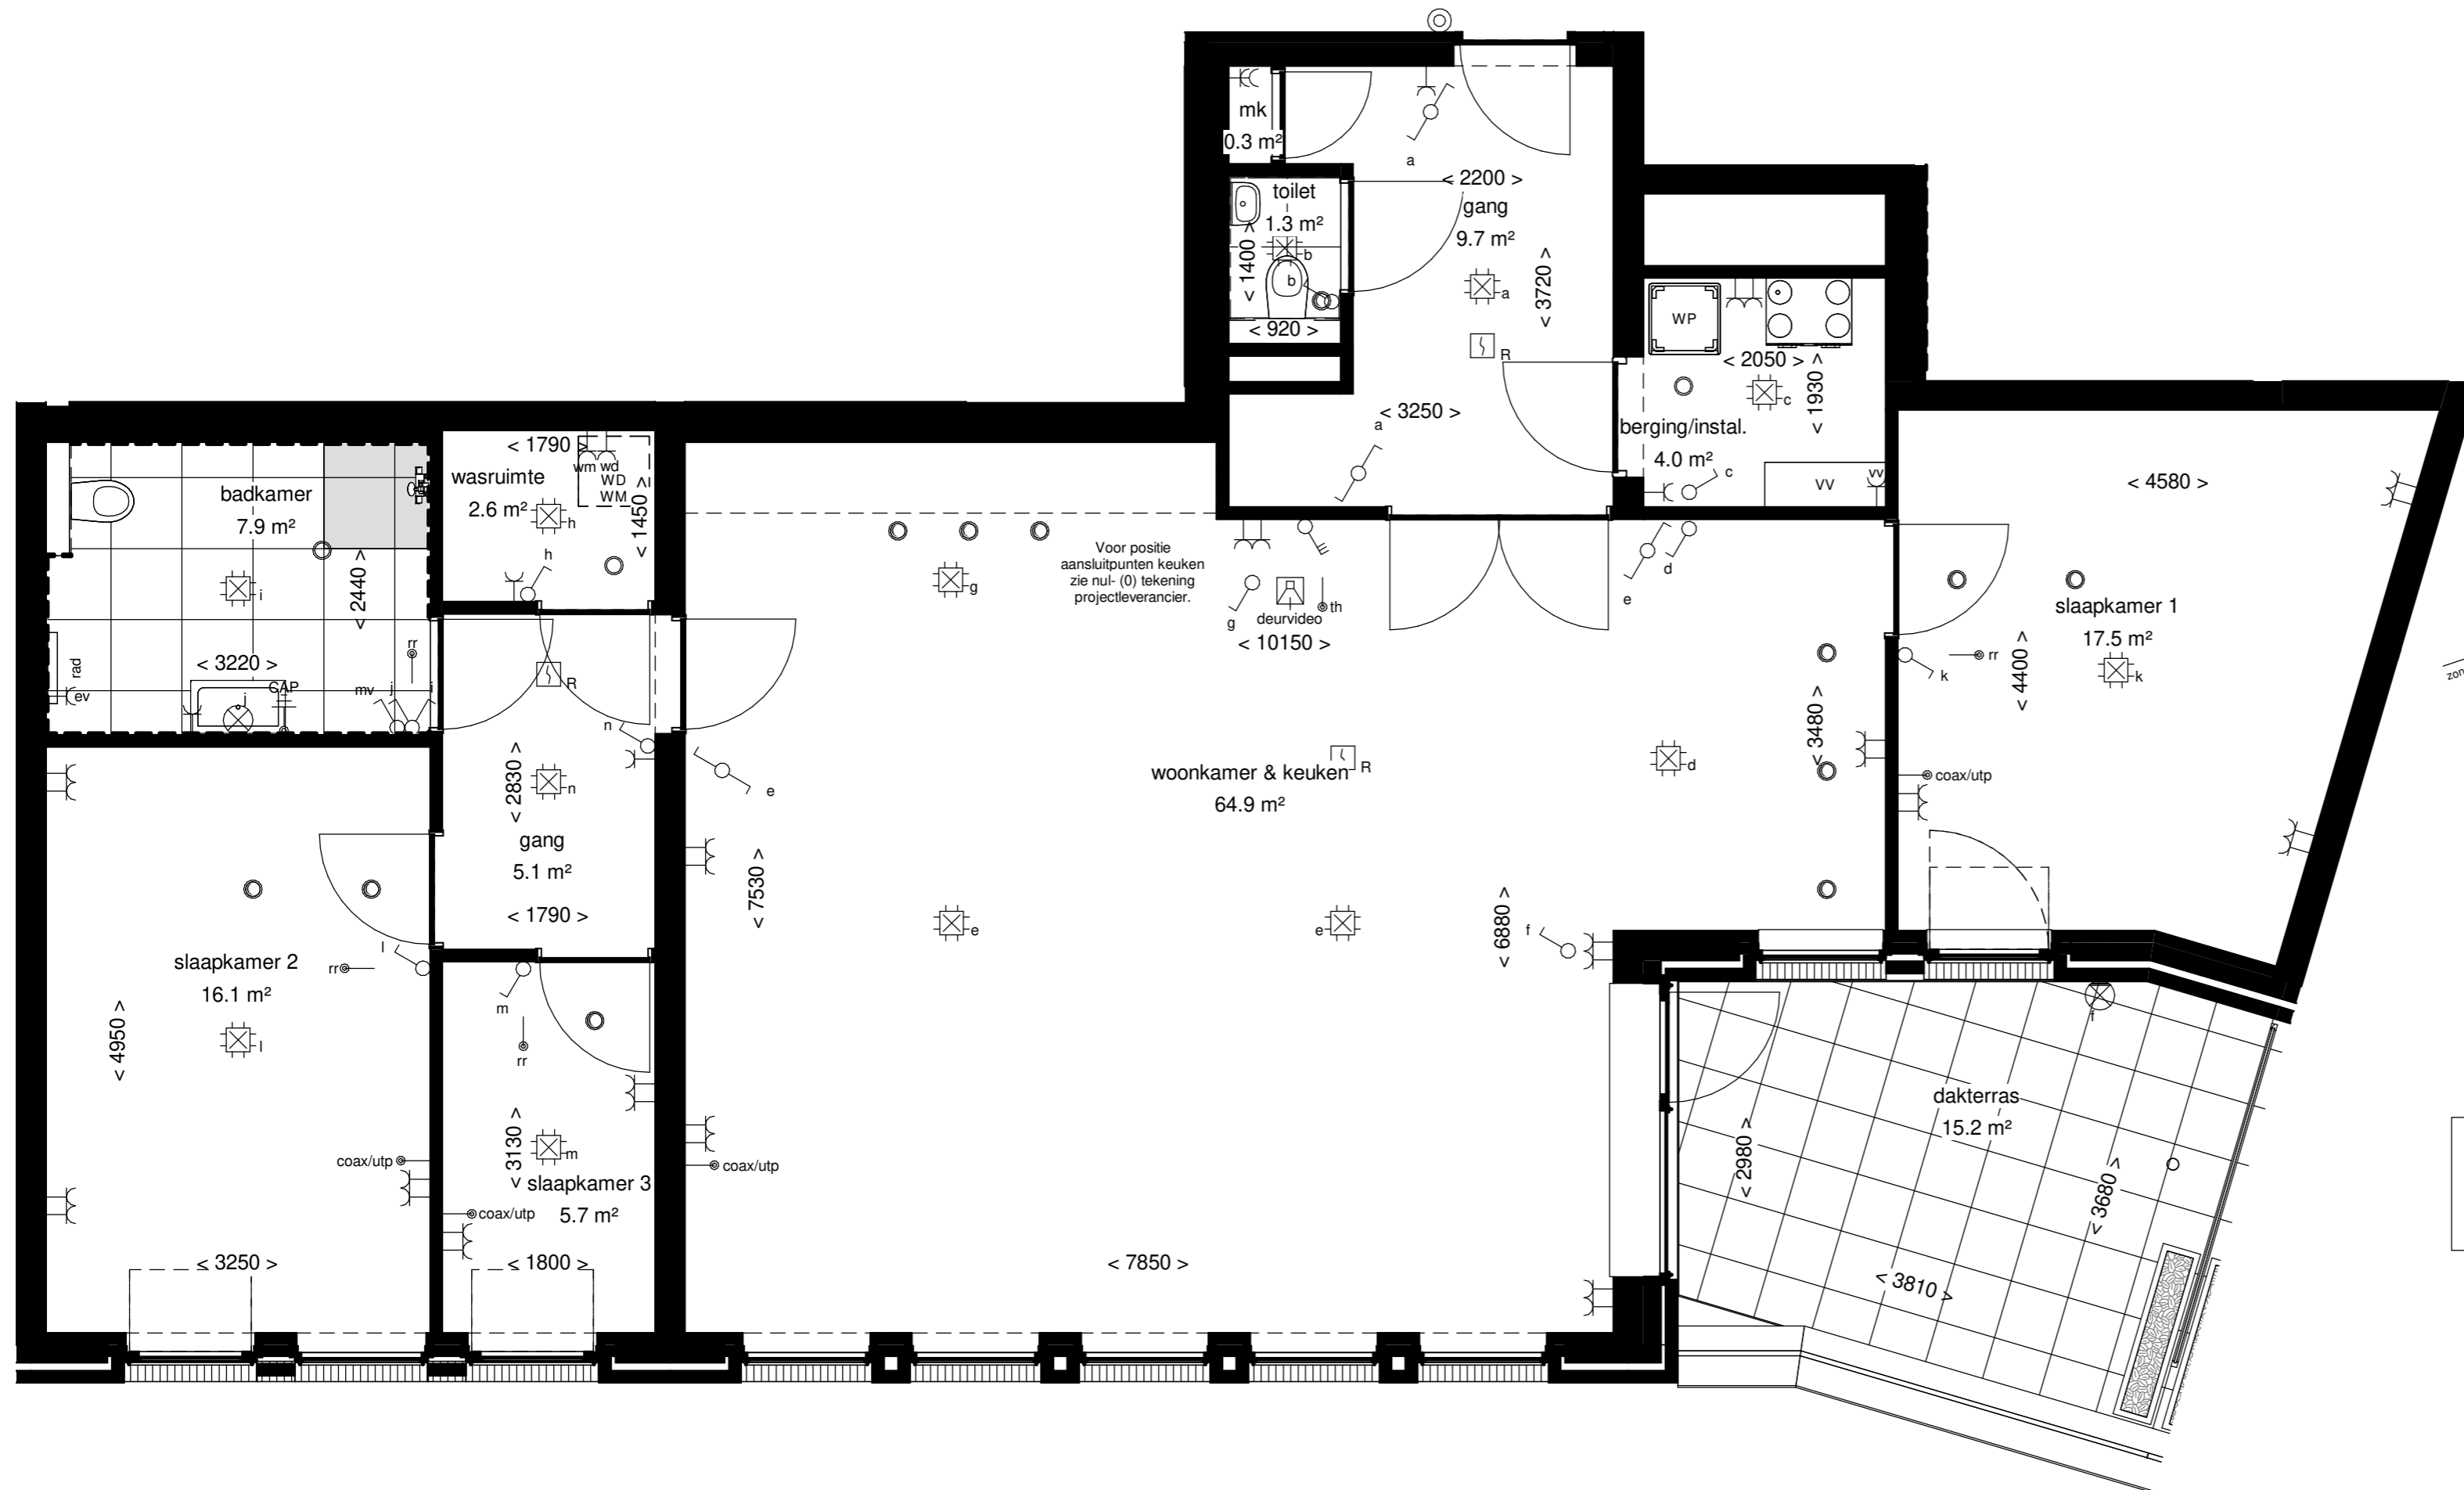 mk
0.3 m²
a
< 2200 >
gang
9.7 m²
toilet
1.3 m²
< 1400 >
b
b
< 920 >
a
< 3720 >
R
< 3250 >
a
WP
< 2050 >
c
< 1930 >
berging/instal.
4.0 m²
c
VV
vv
< 1790 >
wasruimte
2.6 m²
wm wd
WD
WM
< 1450 >
h
h
badkamer
7.9 m²
i
< 2440 >
< 3220 >
rad
ev
j
CAP
mv
j
i
rr
R
n
< 2830 >
n
gang
5.1 m²
< 1790 >
Voor positie
aansluitpunten keuken
zie nul- (0) tekening
projectleverancier.
g
g
deurvideo
th
< 10150 >
e
d
< 4580 >
slaapkamer 1
17.5 m²
k
k
rr
< 4400 >
coax/utp
< 3480 >
d
woonkamer & keuken
64.9 m²
R
e
< 7530 >
e
e
< 6880 >
f
coax/utp
< 7850 >
slaapkamer 2
16.1 m²
l
l
rr
< 4950 >
coax/utp
< 3250 >
m
rr
< 3130 >
m
slaapkamer 3
5.7 m²
coax/utp
< 1800 >
f
dakterras
15.2 m²
< 2980 >
< 3680 >
< 3810 >